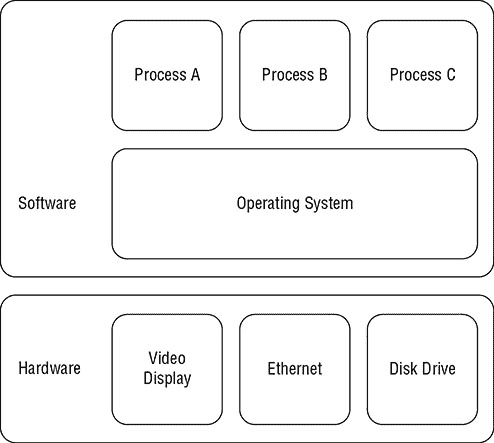 Process A
Process B
Process C
Software
Operating System
Hardware
Video
Display
Ethernet
Disk Drive